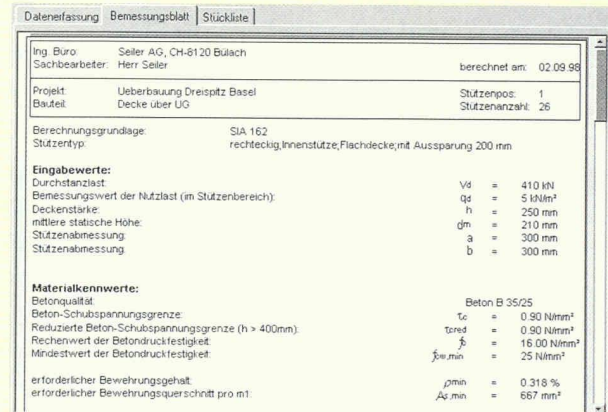 Datenerfassung Bemessungsblatt Stückliste
Ing. Büro: Seiler AG, CH-8120 Bülach
Sachbearbeiter: Herr Seiler berechnet am: 02.09.98
Projekt: Ueberbauung Dreispitz Basel Stützenpos: 1
Bauteil: Decke über UG Stützenanzahl: 26
Berechnungsgrundlage: SIA 162
Stützentyp: rechteckig;Innenstütze;Flachdecke;mit Aussparung 200 mm
Eingabewerte:
Durchstanzlast: Vd = 410 kN
Bemessungswert der Nutzlast (im Stützenbereich): qd = 5 kN/m²
Deckenstärke: h = 250 mm
mittlere statische Höhe: dm = 210 mm
Stützenabmessung: a = 300 mm
Stützenabmessung: b = 300 mm
Materialkennwerte:
Betonqualität: Beton B 35/25
Beton-Schubspannungsgrenze: τc = 0.90 N/mm²
Reduzierte Beton-Schubspannungsgrenze (h > 400mm): τcred = 0.90 N/mm²
Rechenwert der Betondruckfestigkeit: fc = 16.00 N/mm²
Mindestwert der Betondruckfestigkeit: fcw,min = 25 N/mm²
erforderlicher Bewehrungsgehalt: ρmin = 0.318 %
erforderlicher Bewehrungsquerschnitt pro m1: As,min = 667 mm²